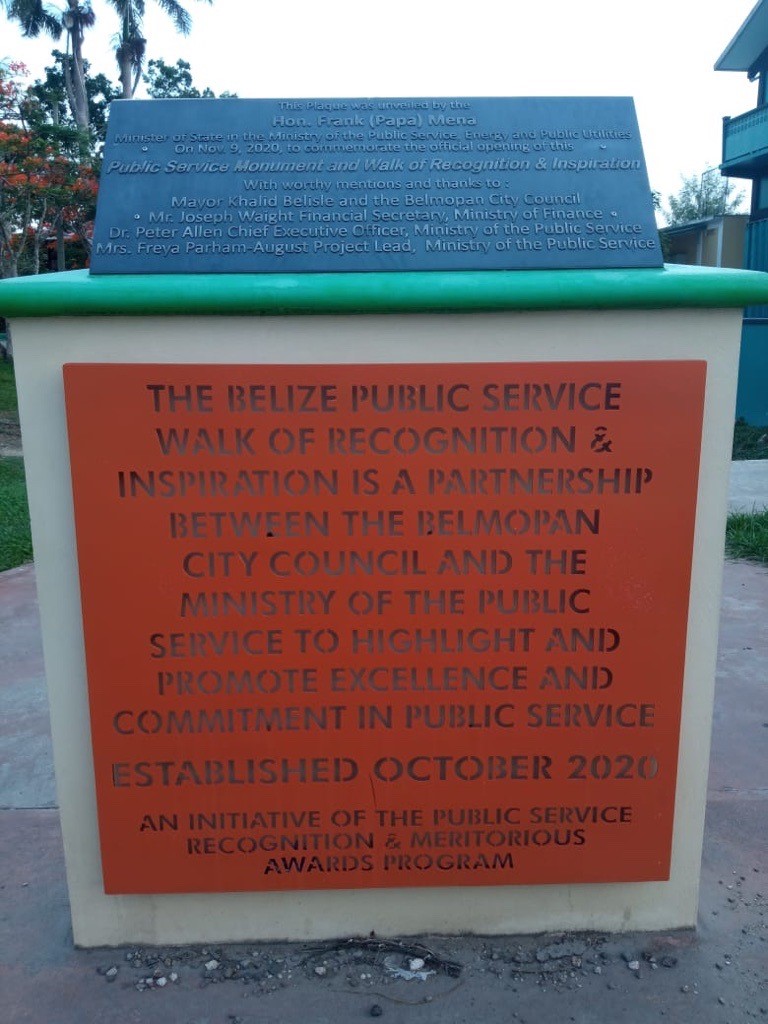 This Plaque was unveiled by the
Hon. Frank (Papa) Mena
Minister of State in the Ministry of the Public Service, Energy and Public Utilities
On Nov. 9, 2020, to commemorate the official opening of this
Public Service Monument and Walk of Recognition & Inspiration
With worthy mentions and thanks to :
Mayor Khalid Belisle and the Belmopan City Council
Mr. Joseph Waight Financial Secretary, Ministry of Finance
Dr. Peter Allen Chief Executive Officer, Ministry of the Public Service
Mrs. Freya Parham-August Project Lead, Ministry of the Public Service
THE BELIZE PUBLIC SERVICE
WALK OF RECOGNITION &
INSPIRATION IS A PARTNERSHIP
BETWEEN THE BELMOPAN
CITY COUNCIL AND THE
MINISTRY OF THE PUBLIC
SERVICE TO HIGHLIGHT AND
PROMOTE EXCELLENCE AND
COMMITMENT IN PUBLIC SERVICE
ESTABLISHED OCTOBER 2020
AN INITIATIVE OF THE PUBLIC SERVICE
RECOGNITION & MERITORIOUS
AWARDS PROGRAM